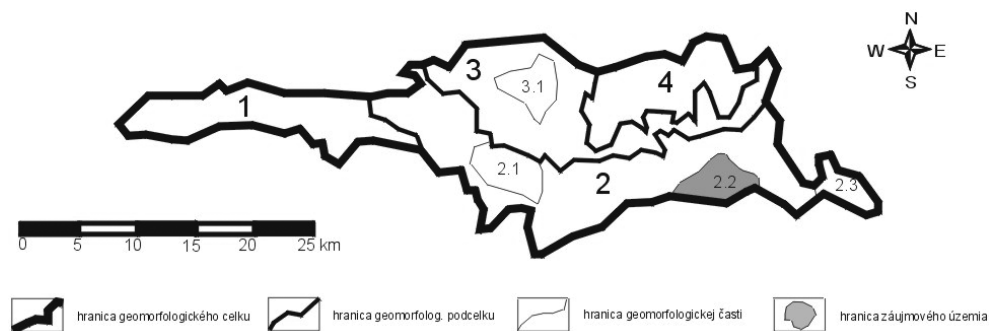 N
W E
S
3
4
3.1
1
2.1
2
2.2
2.3
0 5 10 15 20 25 km
hranica geomorfologického celku
hranica geomorfolog. podcelku
hranica geomorfologickej časti
hranica záujmového územia